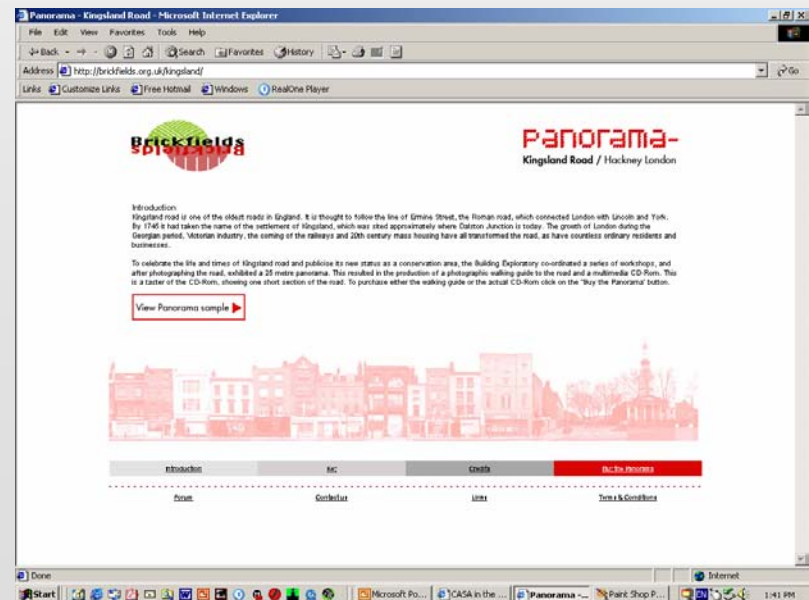 Panorama - Kingsland Road - Microsoft Internet Explorer
File Edit View Favorites Tools Help
Back Search Favorites History
Address http://brickfields.org.uk/kingsland/ Go
Links Customize Links Free Hotmail Windows RealOne Player
Brickfields
Brickfields
Panorama-
Kingsland Road / Hackney London
Introduction
Kingsland road is one of the oldest roads in England. It is thought to follow the line of Ermine Street, the Roman road, which connected London with Lincoln and York.
By 1745 it had taken the name of the settlement of Kingsland, which was sited approximately where Dalston Junction is today. The growth of London during the
Georgian period, Victorian industry, the coming of the railways and 20th century mass housing have all transformed the road, as have countless ordinary residents and
businesses.
To celebrate the life and times of Kingsland road and publicise its new status as a conservation area, the Building Exploratory co-ordinated a series of workshops, and
after photographing the road, exhibited a 25 metre panorama. This resulted in the production of a photographic walking guide to the road and a multimedia CD-Rom. This
is a taster of the CD-Rom, showing one short section of the road. To purchase either the walking guide or the actual CD-Rom click on the "Buy the Panorama' button.
View Panorama sample
Introduction Credits Buy the Panorama
Forum Contact us Links Terms & Conditions
Done Internet
Start Microsoft Po... CASA in the ... Panorama -... Paint Shop P... 1:41 PM